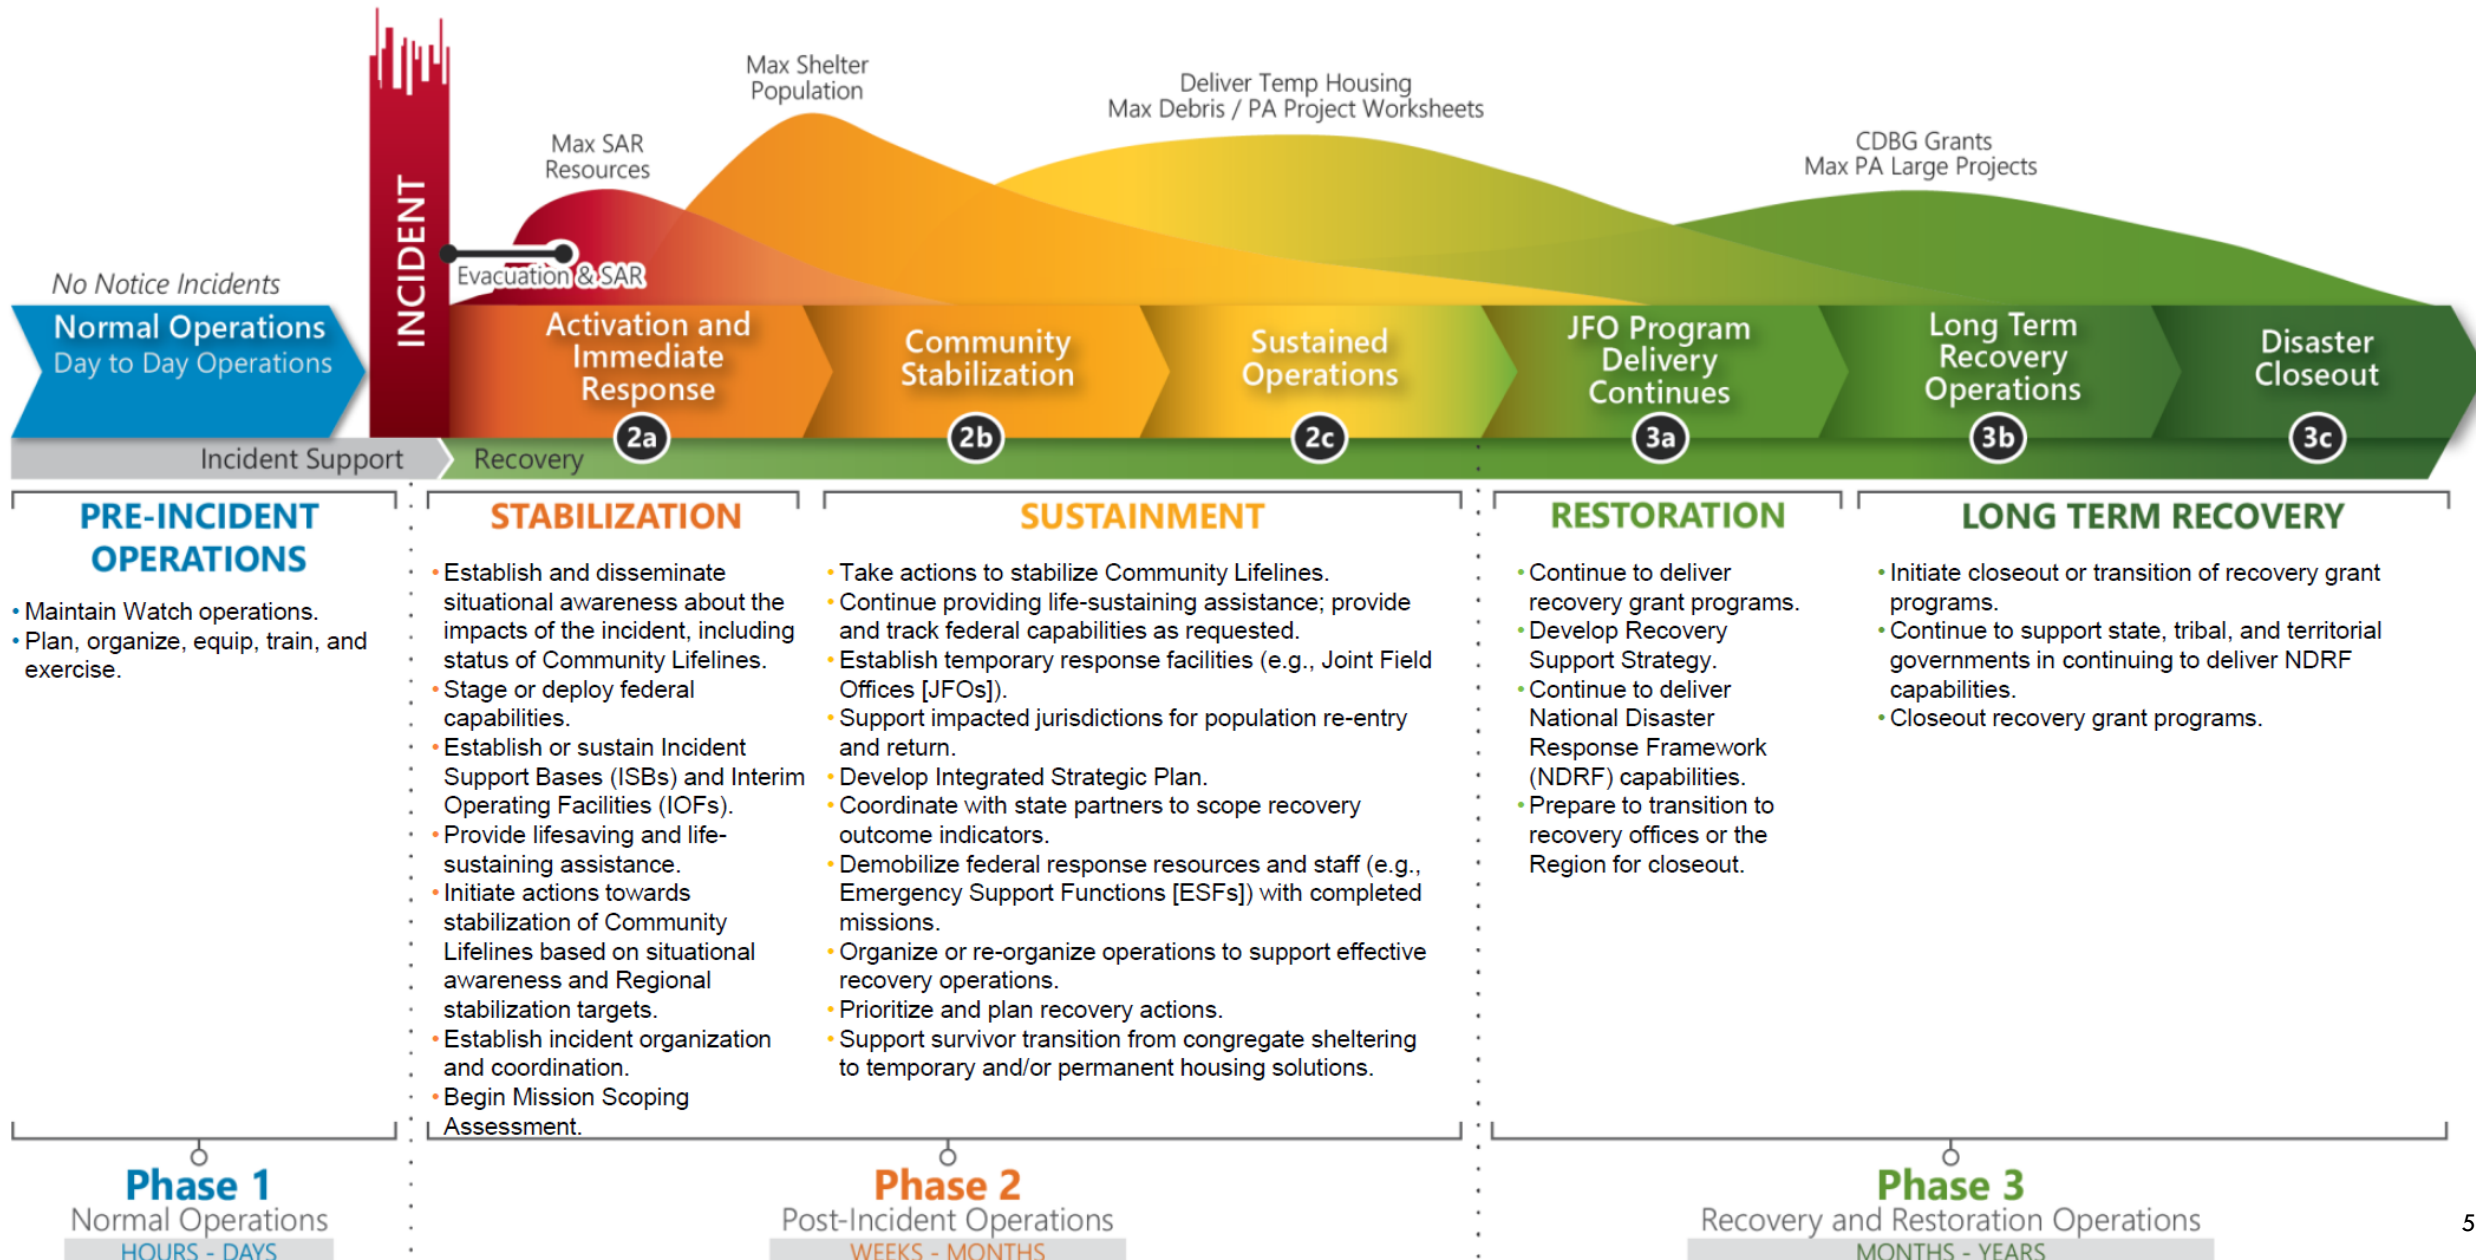 Max Shelter
Population
Deliver Temp Housing
Max Debris / PA Project Worksheets
Max SAR
Resources
CDBG Grants
Max PA Large Projects
INCIDENT
Evacuation & SAR
No Notice Incidents
Normal Operations
Day to Day Operations
Activation and
Immediate
Response
2a
Community
Stabilization
2b
Sustained
Operations
2c
JFO Program
Delivery
Continues
3a
Long Term
Recovery
Operations
3b
Disaster
Closeout
3c
Incident Support
Recovery
PRE-INCIDENT
OPERATIONS
• Maintain Watch operations.
• Plan, organize, equip, train, and
exercise.
STABILIZATION
• Establish and disseminate
situational awareness about the
impacts of the incident, including
status of Community Lifelines.
• Stage or deploy federal
capabilities.
• Establish or sustain Incident
Support Bases (ISBs) and Interim
Operating Facilities (IOFs).
• Provide lifesaving and life-
sustaining assistance.
• Initiate actions towards
stabilization of Community
Lifelines based on situational
awareness and Regional
stabilization targets.
• Establish incident organization
and coordination.
• Begin Mission Scoping
Assessment.
SUSTAINMENT
• Take actions to stabilize Community Lifelines.
• Continue providing life-sustaining assistance; provide
and track federal capabilities as requested.
• Establish temporary response facilities (e.g., Joint Field
Offices [JFOs]).
• Support impacted jurisdictions for population re-entry
and return.
• Develop Integrated Strategic Plan.
• Coordinate with state partners to scope recovery
outcome indicators.
• Demobilize federal response resources and staff (e.g.,
Emergency Support Functions [ESFs]) with completed
missions.
• Organize or re-organize operations to support effective
recovery operations.
• Prioritize and plan recovery actions.
• Support survivor transition from congregate sheltering
to temporary and/or permanent housing solutions.
RESTORATION
• Continue to deliver
recovery grant programs.
• Develop Recovery
Support Strategy.
• Continue to deliver
National Disaster
Response Framework
(NDRF) capabilities.
• Prepare to transition to
recovery offices or the
Region for closeout.
LONG TERM RECOVERY
• Initiate closeout or transition of recovery grant
programs.
• Continue to support state, tribal, and territorial
governments in continuing to deliver NDRF
capabilities.
• Closeout recovery grant programs.
Phase 1
Normal Operations
HOURS - DAYS
Phase 2
Post-Incident Operations
WEEKS - MONTHS
Phase 3
Recovery and Restoration Operations
MONTHS - YEARS
5